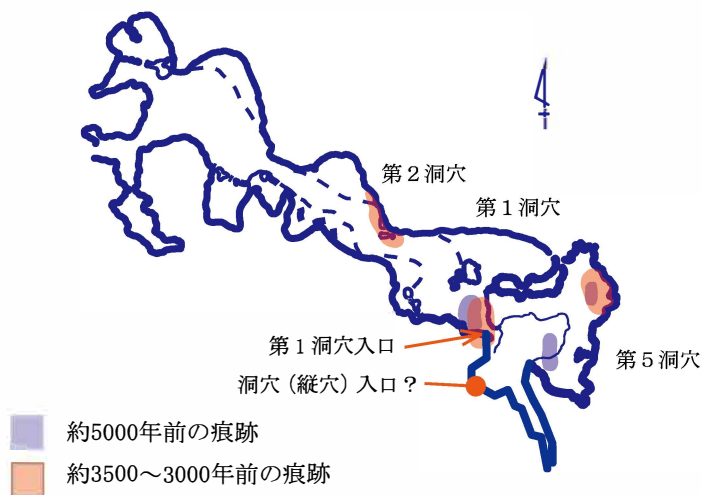 第２洞穴
第１洞穴
第１洞穴入口
第５洞穴
洞穴（縦穴）入口？
約5000年前の痕跡
約3500～3000年前の痕跡